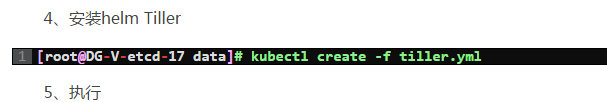 4、安装helm Tiller
1 [root@DG-V-etcd-17 data]# kubectl create -f tiller.yml
5、执行